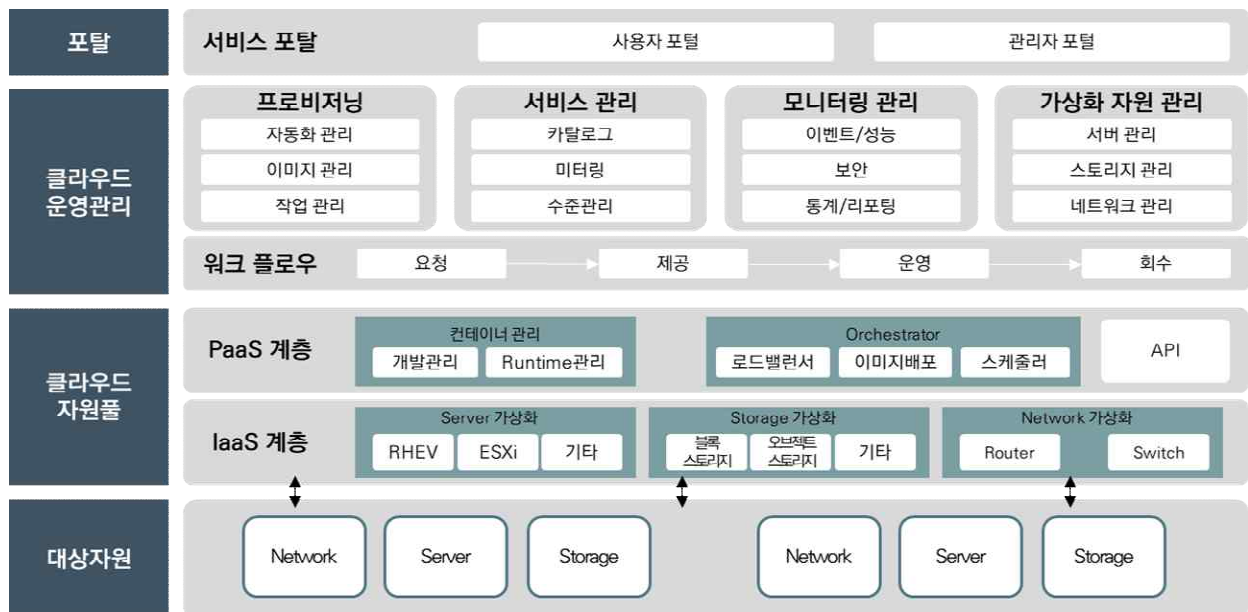 포탈
서비스 포탈
사용자 포털
관리자 포털
클라우드
운영관리
프로비저닝
자동화 관리
이미지 관리
작업 관리
서비스 관리
카탈로그
미터링
수준관리
모니터링 관리
이벤트/성능
보안
통계/리포팅
가상화 자원 관리
서버 관리
스토리지 관리
네트워크 관리
워크 플로우
요청
제공
운영
회수
클라우드
자원풀
PaaS 계층
컨테이너 관리
개발관리
Runtime관리
Orchestrator
로드밸런서
이미지배포
스케줄러
API
IaaS 계층
Server 가상화
RHEV
ESXi
기타
Storage 가상화
블록
스토리지
오브젝트
스토리지
기타
Network 가상화
Router
Switch
대상자원
Network
Server
Storage
Network
Server
Storage